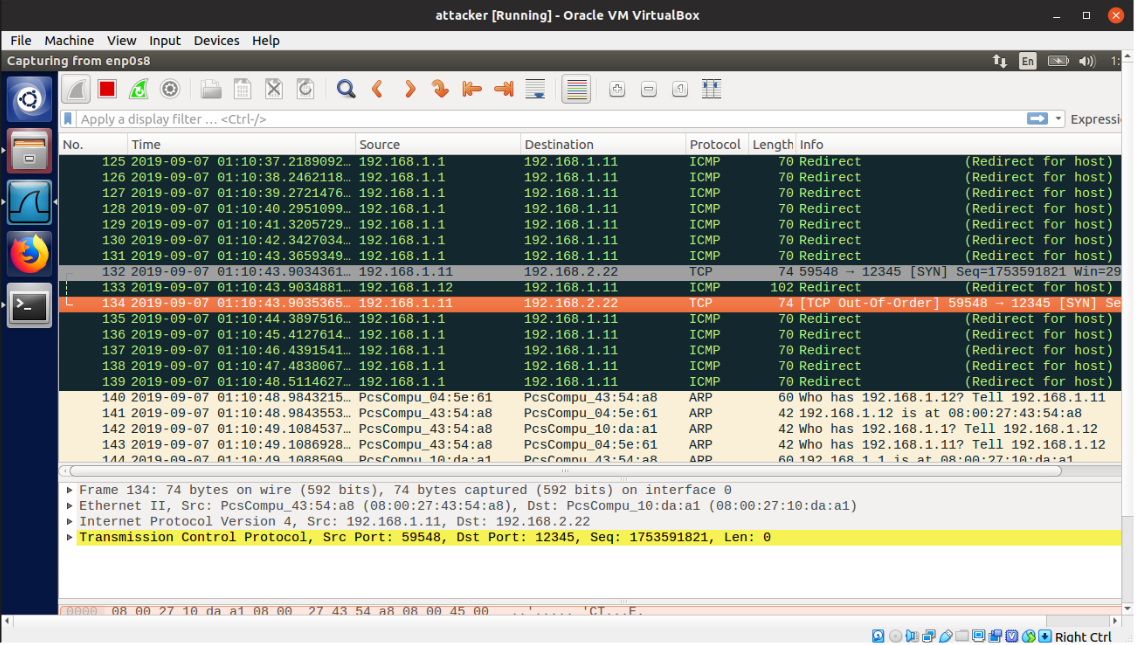 attacker [Running] - Oracle VM VirtualBox
File Machine View Input Devices Help
Capturing from enp0s8 En 1:
Apply a display filter ... <Ctrl-/> Expressi
No. Time Source Destination Protocol Length Info
125 2019-09-07 01:10:37.2189092… 192.168.1.1 192.168.1.11 ICMP 70 Redirect (Redirect for host)
126 2019-09-07 01:10:38.2462118… 192.168.1.1 192.168.1.11 ICMP 70 Redirect (Redirect for host)
127 2019-09-07 01:10:39.2721476… 192.168.1.1 192.168.1.11 ICMP 70 Redirect (Redirect for host)
128 2019-09-07 01:10:40.2951099… 192.168.1.1 192.168.1.11 ICMP 70 Redirect (Redirect for host)
129 2019-09-07 01:10:41.3205729… 192.168.1.1 192.168.1.11 ICMP 70 Redirect (Redirect for host)
130 2019-09-07 01:10:42.3427034… 192.168.1.1 192.168.1.11 ICMP 70 Redirect (Redirect for host)
131 2019-09-07 01:10:43.3659349… 192.168.1.1 192.168.1.11 ICMP 70 Redirect (Redirect for host)
132 2019-09-07 01:10:43.9034361… 192.168.1.11 192.168.2.22 TCP 74 59548 → 12345 [SYN] Seq=1753591821 Win=29
133 2019-09-07 01:10:43.9034881… 192.168.1.12 192.168.1.11 ICMP 102 Redirect (Redirect for host)
134 2019-09-07 01:10:43.9035365… 192.168.1.11 192.168.2.22 TCP 74 [TCP Out-Of-Order] 59548 → 12345 [SYN] Se
135 2019-09-07 01:10:44.3897516… 192.168.1.1 192.168.1.11 ICMP 70 Redirect (Redirect for host)
136 2019-09-07 01:10:45.4127614… 192.168.1.1 192.168.1.11 ICMP 70 Redirect (Redirect for host)
137 2019-09-07 01:10:46.4391541… 192.168.1.1 192.168.1.11 ICMP 70 Redirect (Redirect for host)
138 2019-09-07 01:10:47.4838067… 192.168.1.1 192.168.1.11 ICMP 70 Redirect (Redirect for host)
139 2019-09-07 01:10:48.5114627… 192.168.1.1 192.168.1.11 ICMP 70 Redirect (Redirect for host)
140 2019-09-07 01:10:48.9843215… PcsCompu_04:5e:61 PcsCompu_43:54:a8 ARP 60 Who has 192.168.1.12? Tell 192.168.1.11
141 2019-09-07 01:10:48.9843553… PcsCompu_43:54:a8 PcsCompu_04:5e:61 ARP 42 192.168.1.12 is at 08:00:27:43:54:a8
142 2019-09-07 01:10:49.1084537… PcsCompu_43:54:a8 PcsCompu_10:da:a1 ARP 42 Who has 192.168.1.1? Tell 192.168.1.12
143 2019-09-07 01:10:49.1086928… PcsCompu_43:54:a8 PcsCompu_04:5e:61 ARP 42 Who has 192.168.1.11? Tell 192.168.1.12
144 2019-09-07 01:10:49.1088509… PcsCompu_10:da:a1 PcsCompu_43:54:a8 ARP 60 192.168.1.1 is at 08:00:27:10:da:a1
Frame 134: 74 bytes on wire (592 bits), 74 bytes captured (592 bits) on interface 0
Ethernet II, Src: PcsCompu_43:54:a8 (08:00:27:43:54:a8), Dst: PcsCompu_10:da:a1 (08:00:27:10:da:a1)
Internet Protocol Version 4, Src: 192.168.1.11, Dst: 192.168.2.22
Transmission Control Protocol, Src Port: 59548, Dst Port: 12345, Seq: 1753591821, Len: 0
0000 08 00 27 10 da a1 08 00 27 43 54 a8 08 00 45 00 ..'..... 'CT...E.
Right Ctrl